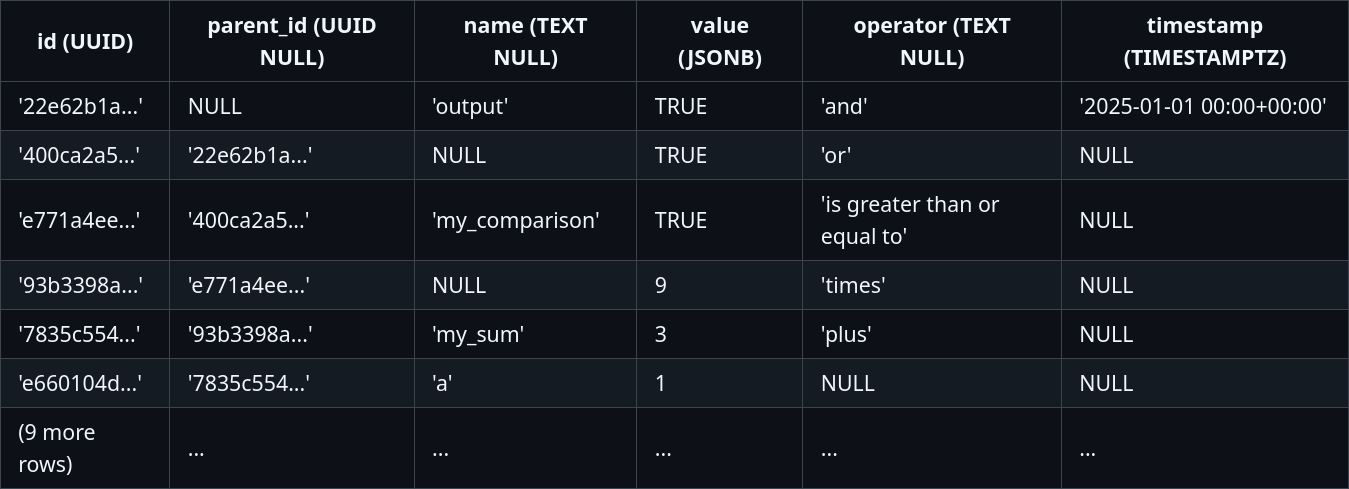 id (UUID) parent_id (UUID NULL) name (TEXT NULL) value (JSONB) operator (TEXT NULL) timestamp (TIMESTAMPTZ)
'22e62b1a...' NULL 'output' TRUE 'and' '2025-01-01 00:00+00:00'
'400ca2a5...' '22e62b1a...' NULL TRUE 'or' NULL
'e771a4ee...' '400ca2a5...' 'my_comparison' TRUE 'is greater than or equal to' NULL
'93b3398a...' 'e771a4ee...' NULL 9 'times' NULL
'7835c554...' '93b3398a...' 'my_sum' 3 'plus' NULL
'e660104d...' '7835c554...' 'a' 1 NULL NULL
(9 more rows) ... ... ... ... ...